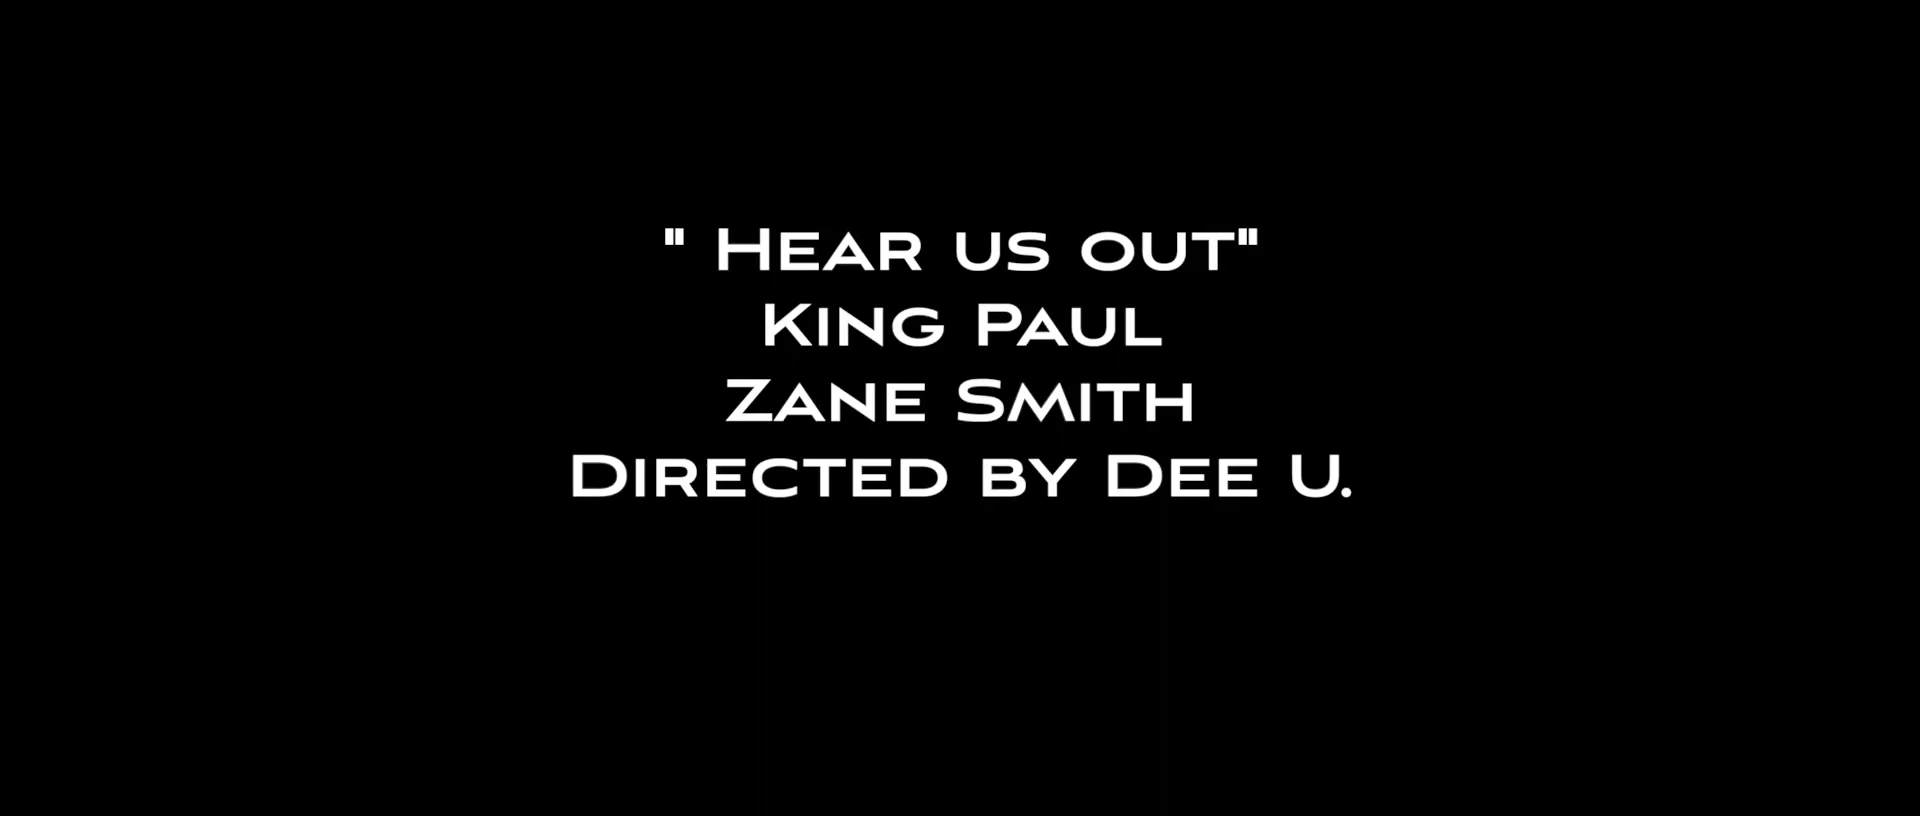 " Hear us out"
King Paul
Zane Smith
Directed by Dee U.